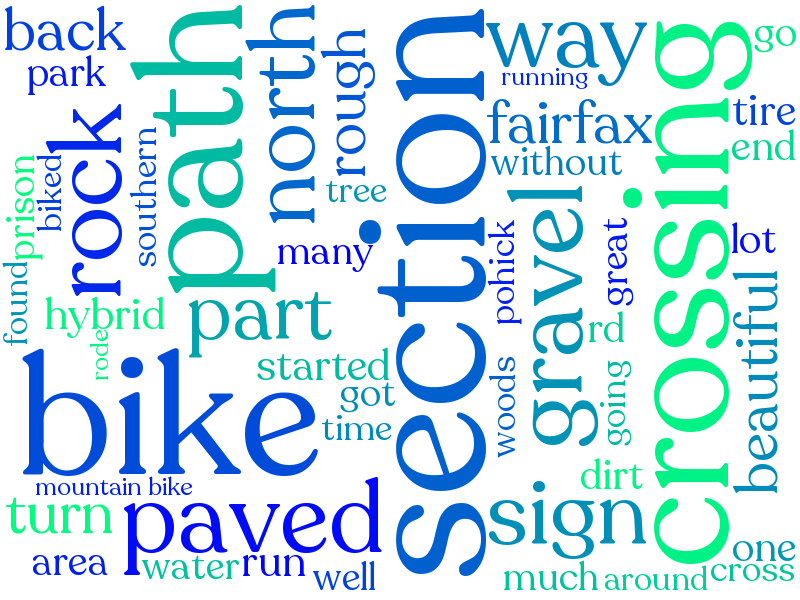 back
park
path
north
rough
section
way
running
crossing
go
tire
end
fairfax
without
rock
biked
southern
prison
tree
many
pohick
gravel
great
lot
found
hybrid
rode
part
started
got
time
rd
going
beautiful
woods
bike
mountain bike
turn
paved
area
water
run
well
dirt
sign
one
much
around
cross